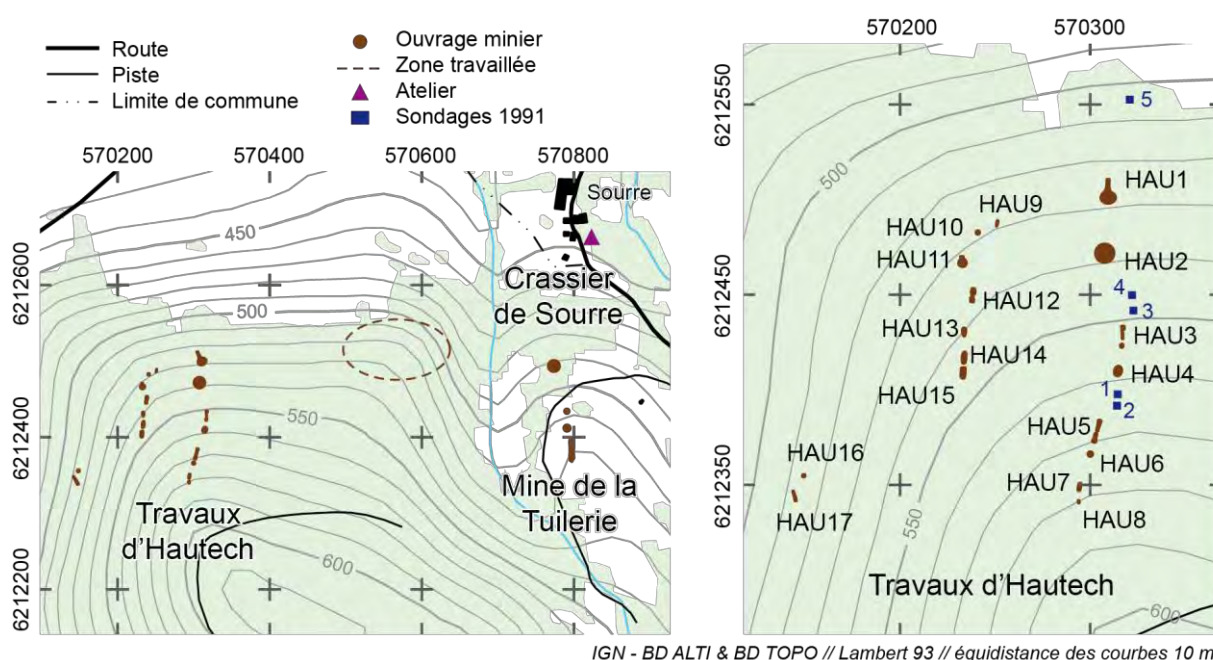 Route
Piste
Limite de commune
Ouvrage minier
Zone travaillée
Atelier
Sondages 1991
570200 570400 570600 570800
6212600
6212400
6212200
450
500
550
600
Sourre
Crassier
de Sourre
Mine de la
Tuilerie
Travaux
d'Hautech
570200 570300
6212550
6212450
6212350
500
550
600
5
HAU1
HAU9
HAU10
HAU11
HAU2
4
3
HAU12
HAU13
HAU3
HAU14
HAU4
HAU15
1
2
HAU5
HAU6
HAU16
HAU7
HAU17
HAU8
Travaux d'Hautech
IGN - BD ALTI & BD TOPO // Lambert 93 // équidistance des courbes 10 m